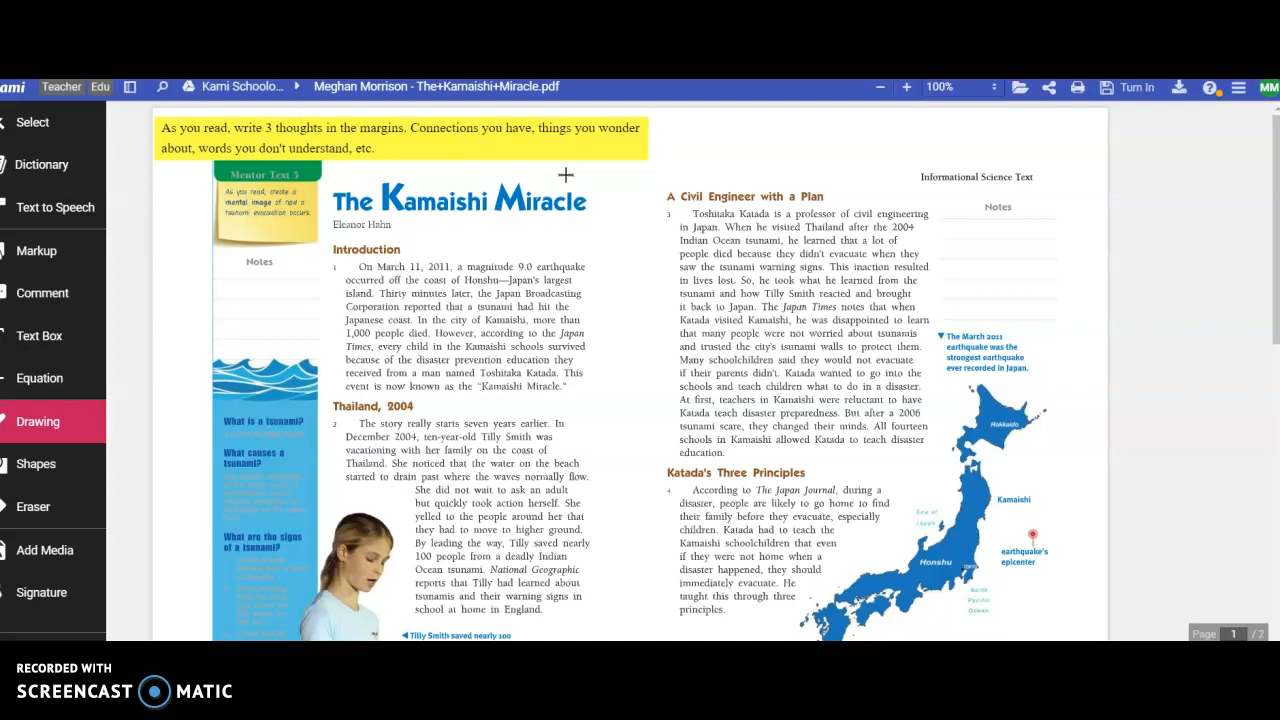 ami Teacher Edu Kami Schoolo... Meghan Morrison - The+Kamaishi+Miracle.pdf 100% Turn In MM
Select
Dictionary
Text to Speech
Markup
Comment
Text Box
Equation
Drawing
Shapes
Eraser
Add Media
Signature
As you read, write 3 thoughts in the margins. Connections you have, things you wonder
about, words you don't understand, etc.
Mentor Text 5
As you read, create a
mental image of how a
tsunami evacuation occurs.
Notes
What is a tsunami?
What causes a
tsunami?
What are the signs
of a tsunami?
The Kamaishi Miracle
Eleanor Hahn
Introduction
1 On March 11, 2011, a magnitude 9.0 earthquake
occurred off the coast of Honshu—Japan's largest
island. Thirty minutes later, the Japan Broadcasting
Corporation reported that a tsunami had hit the
Japanese coast. In the city of Kamaishi, more than
1,000 people died. However, according to the Japan
Times, every child in the Kamaishi schools survived
because of the disaster prevention education they
received from a man named Toshitaka Katada. This
event is now known as the "Kamaishi Miracle."
Thailand, 2004
2 The story really starts seven years earlier. In
December 2004, ten-year-old Tilly Smith was
vacationing with her family on the coast of
Thailand. She noticed that the water on the beach
started to drain past where the waves normally flow.
She did not wait to ask an adult
but quickly took action herself. She
yelled to the people around her that
they had to move to higher ground.
By leading the way, Tilly saved nearly
100 people from a deadly Indian
Ocean tsunami. National Geographic
reports that Tilly had learned about
tsunamis and their warning signs in
school at home in England.
Tilly Smith saved nearly 100
Informational Science Text
A Civil Engineer with a Plan
3 Toshitaka Katada is a professor of civil engineering
in Japan. When he visited Thailand after the 2004
Indian Ocean tsunami, he learned that a lot of
people died because they didn't evacuate when they
saw the tsunami warning signs. This inaction resulted
in lives lost. So, he took what he learned from the
tsunami and how Tilly Smith reacted and brought
it back to Japan. The Japan Times notes that when
Katada visited Kamaishi, he was disappointed to learn
that many people were not worried about tsunamis
and trusted the city's tsunami walls to protect them.
Many schoolchildren said they would not evacuate
if their parents didn't. Katada wanted to go into the
schools and teach children what to do in a disaster.
At first, teachers in Kamaishi were reluctant to have
Katada teach disaster preparedness. But after a 2006
tsunami scare, they changed their minds. All fourteen
schools in Kamaishi allowed Katada to teach disaster
education.
Katada's Three Principles
4 According to The Japan Journal, during a
disaster, people are likely to go home to find
their family before they evacuate, especially
children. Katada had to teach the
Kamaishi schoolchildren that even
if they were not home when a
disaster happened, they should
immediately evacuate. He
taught this through three
principles.
Notes
The March 2011
earthquake was the
strongest earthquake
ever recorded in Japan.
Hokkaido
Kamaishi
Sea of
Japan
earthquake's
epicenter
Honshu
Pacific
Ocean
Page 1 / 2
RECORDED WITH
SCREENCAST MATIC